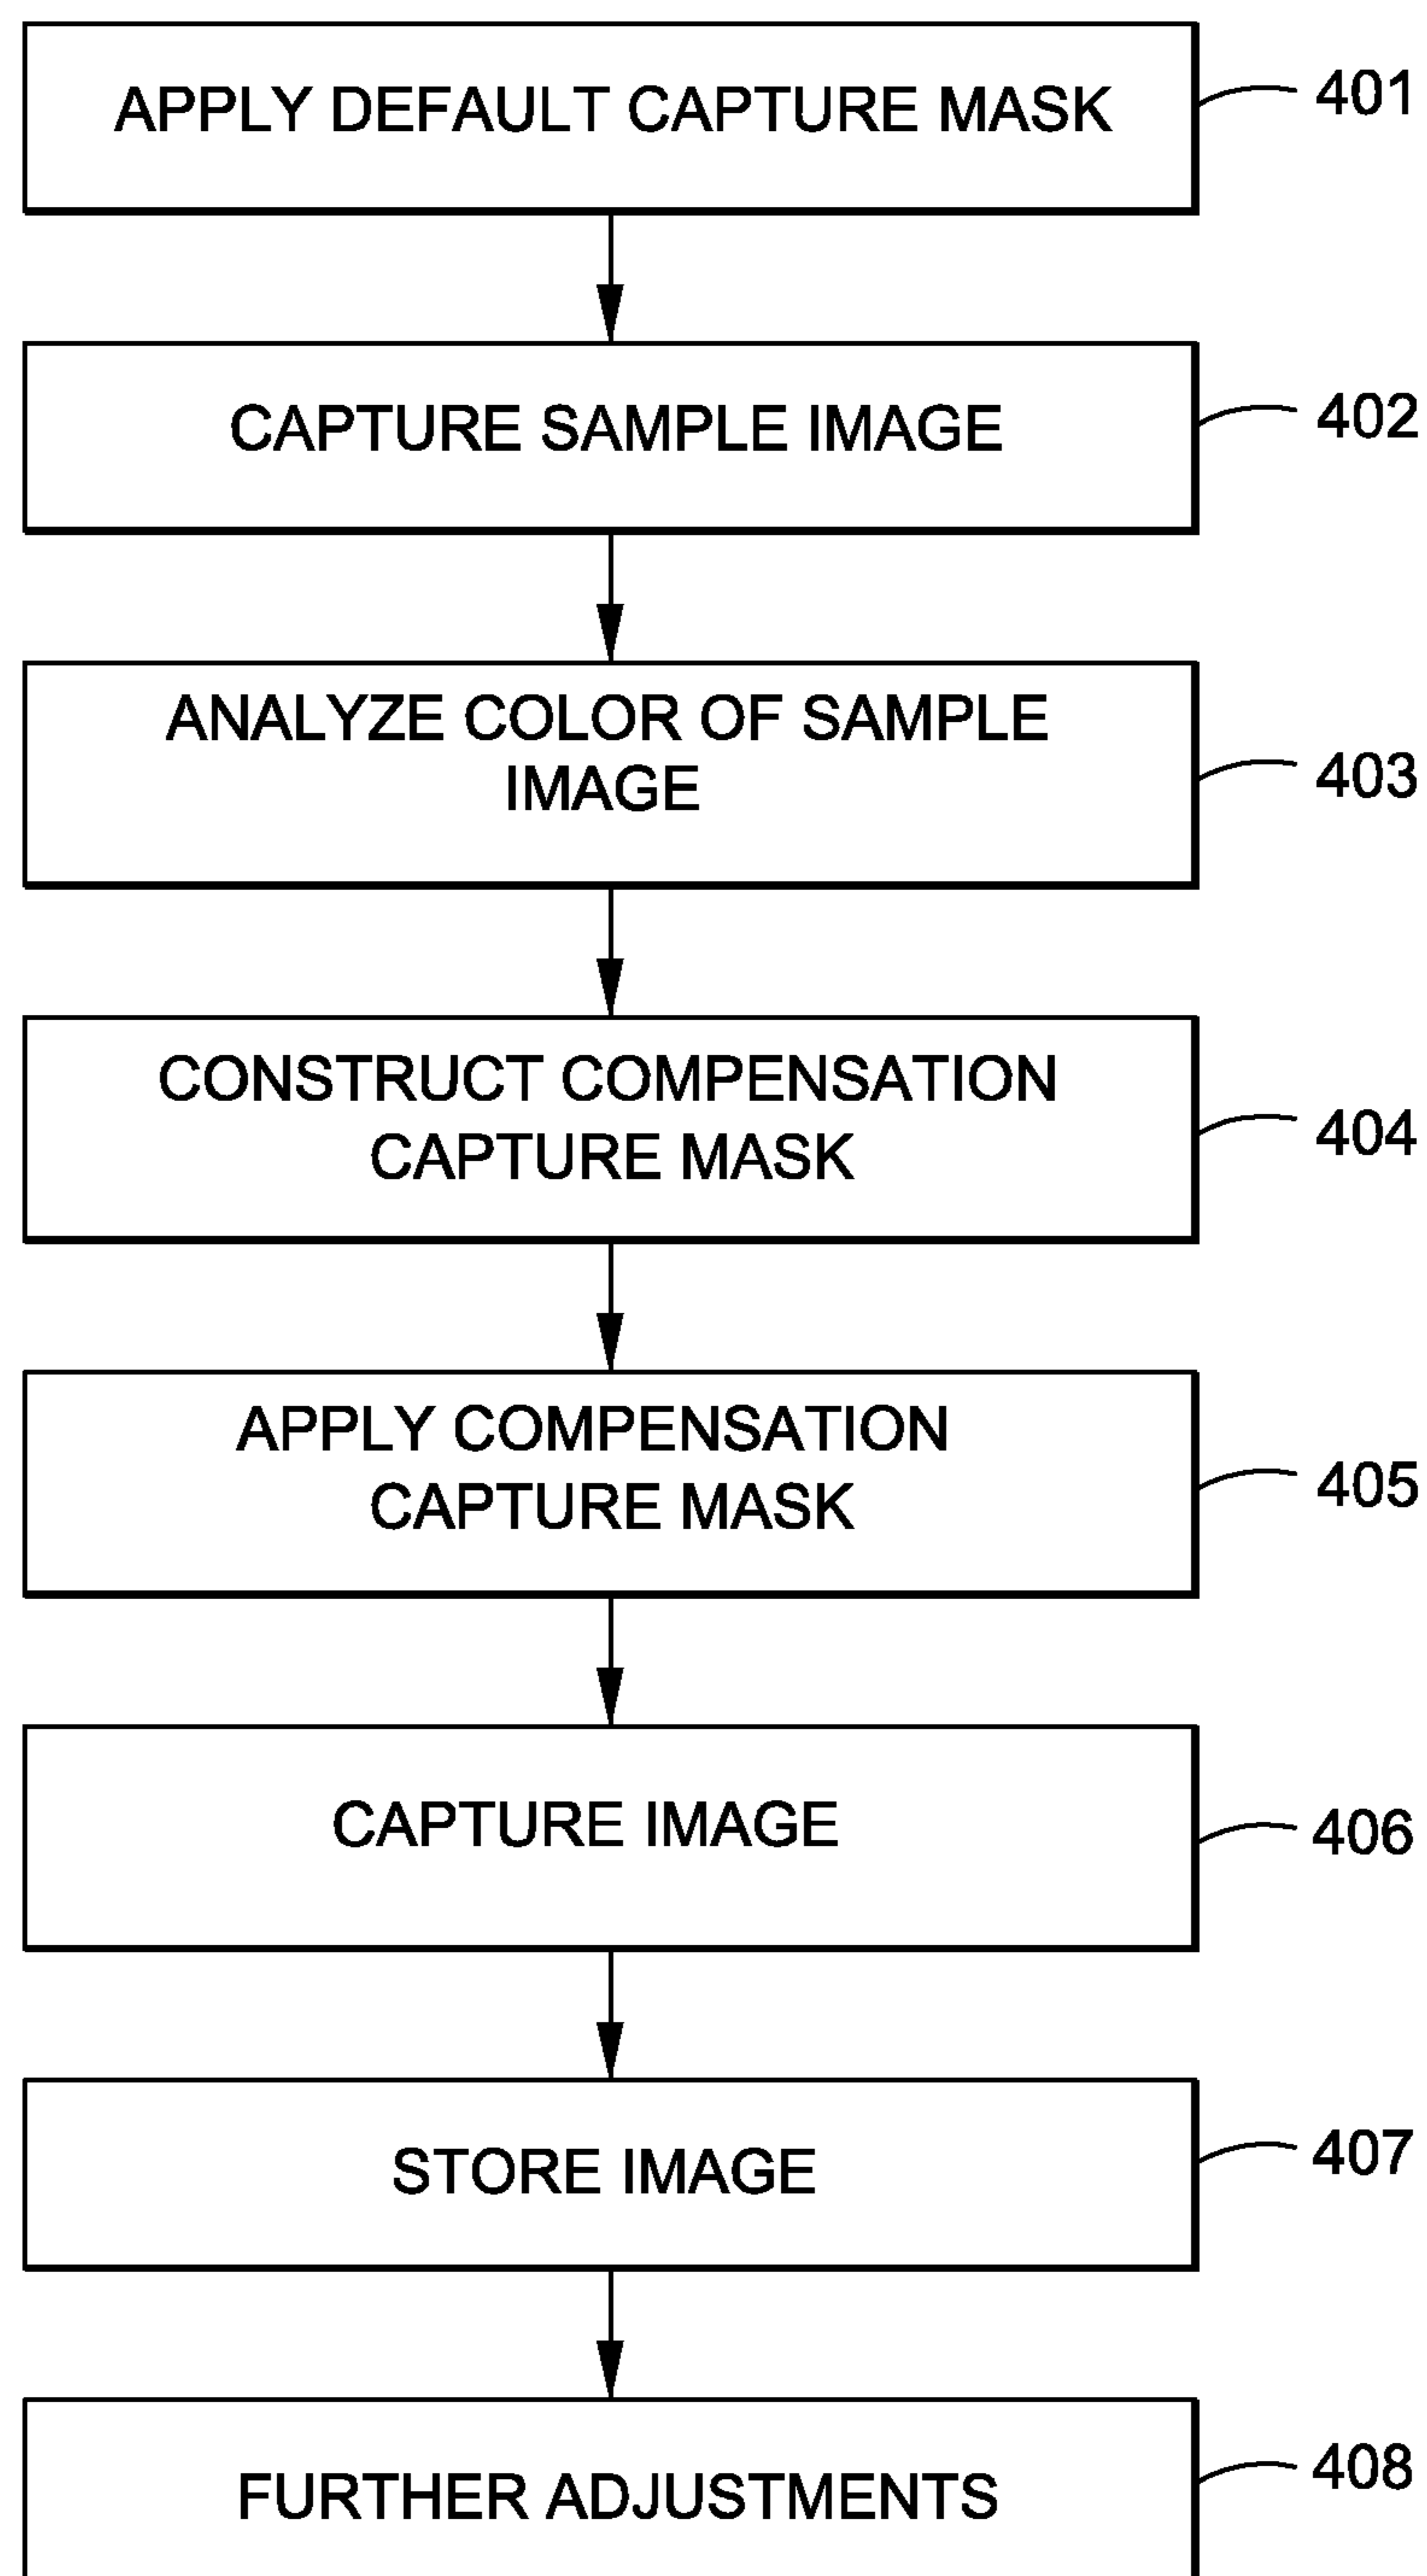 APPLY DEFAULT CAPTURE MASK
401
CAPTURE SAMPLE IMAGE
402
ANALYZE COLOR OF SAMPLE
IMAGE
403
CONSTRUCT COMPENSATION
CAPTURE MASK
404
APPLY COMPENSATION
CAPTURE MASK
405
CAPTURE IMAGE
406
STORE IMAGE
407
FURTHER ADJUSTMENTS
408